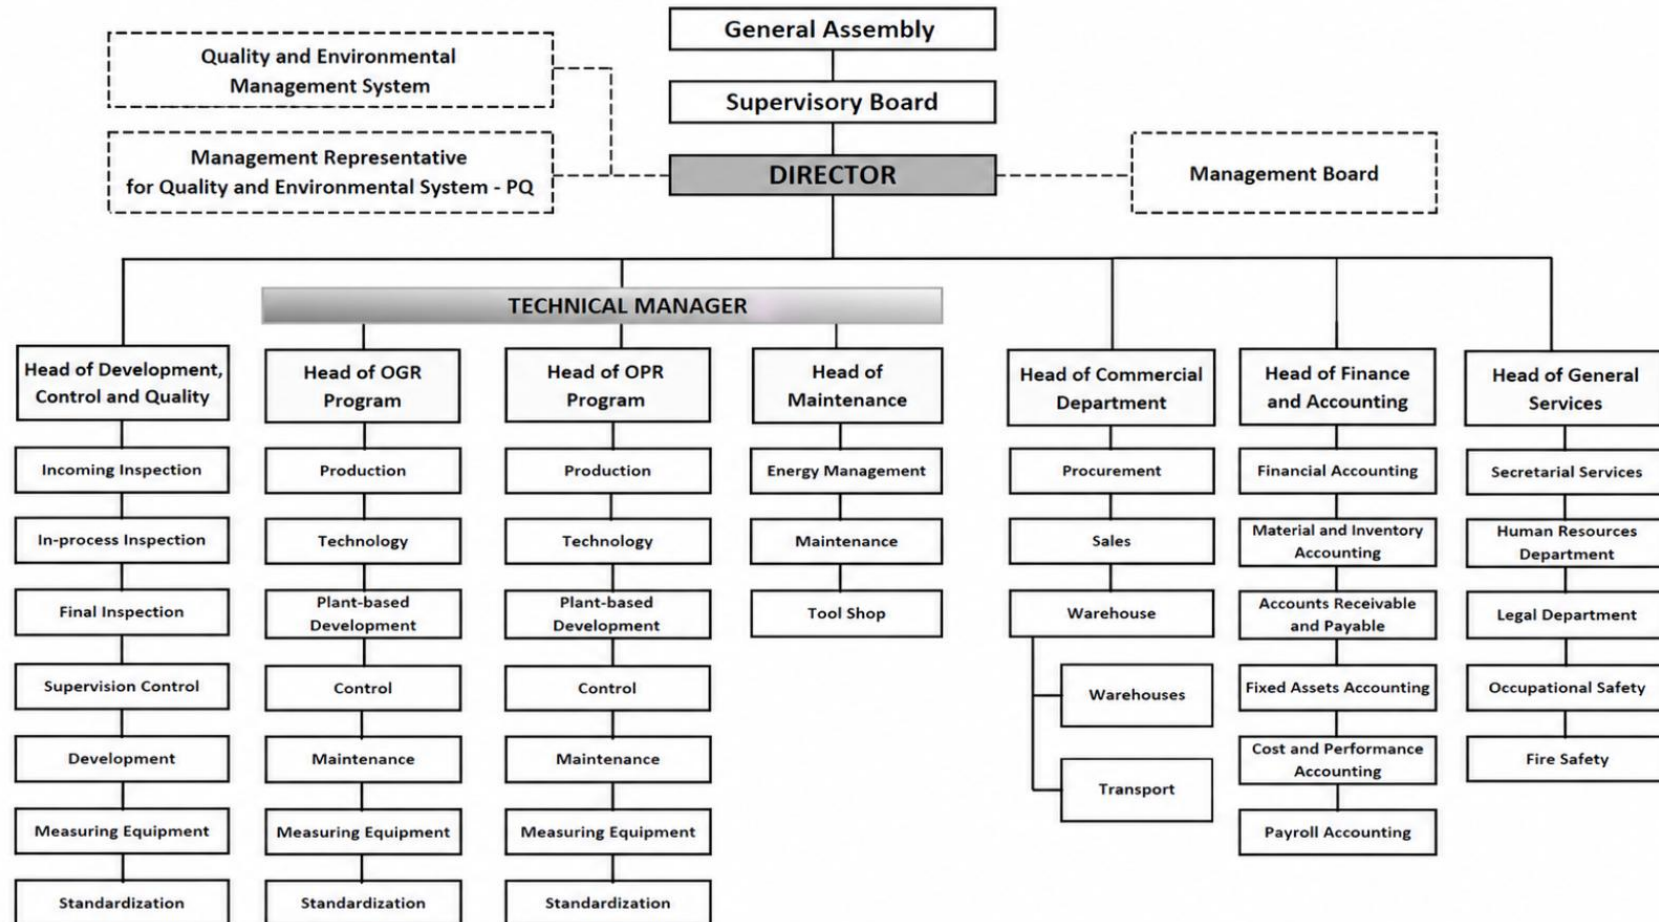 General Assembly
Quality and Environmental
Management System
Supervisory Board
Management Representative
for Quality and Environmental System - PQ
DIRECTOR
Management Board
TECHNICAL MANAGER
Head of Development,
Control and Quality
Incoming Inspection
In-process Inspection
Final Inspection
Supervision Control
Development
Measuring Equipment
Standardization
Head of OGR
Program
Production
Technology
Plant-based
Development
Control
Maintenance
Measuring Equipment
Standardization
Head of OPR
Program
Production
Technology
Plant-based
Development
Control
Maintenance
Measuring Equipment
Standardization
Head of
Maintenance
Energy Management
Maintenance
Tool Shop
Head of Commercial
Department
Procurement
Sales
Warehouse
Warehouses
Transport
Head of Finance
and Accounting
Financial Accounting
Material and Inventory
Accounting
Accounts Receivable
and Payable
Fixed Assets Accounting
Cost and Performance
Accounting
Payroll Accounting
Head of General
Services
Secretarial Services
Human Resources
Department
Legal Department
Occupational Safety
Fire Safety